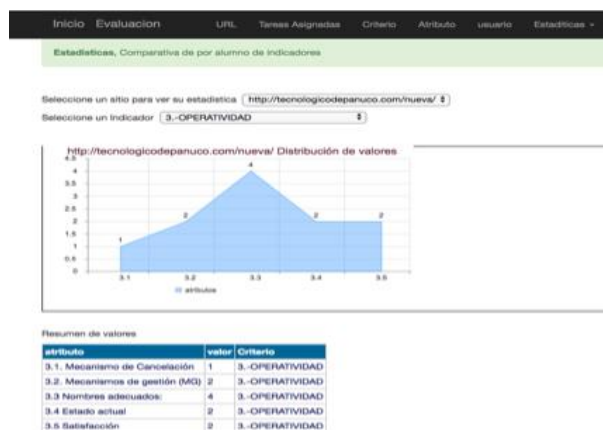 Inicio Evaluacion URL Tareas Asignadas Criterio Atributo usuario Estadíticas
Estadísticas, Comparativa de por alumno de Indicadores
Seleccione un sitio para ver su estadistica http://tecnologicodepanuco.com/nueva/
Seleccione un Indicador 3.-OPERATIVIDAD
http://tecnologicodepanuco.com/nueva/ Distribución de valores
4.5
4
3.5
3
2.5
2
1.5
1
0.5
0
1
2
4
2
2
3.1 3.2 3.3 3.4 3.5
atributos
Resumen de valores
atributo valor Criterio
3.1. Mecanismo de Cancelación 1 3.-OPERATIVIDAD
3.2. Mecanismos de gestión (MG) 2 3.-OPERATIVIDAD
3.3 Nombres adecuados: 4 3.-OPERATIVIDAD
3.4 Estado actual 2 3.-OPERATIVIDAD
3.5 Satisfacción 2 3.-OPERATIVIDAD